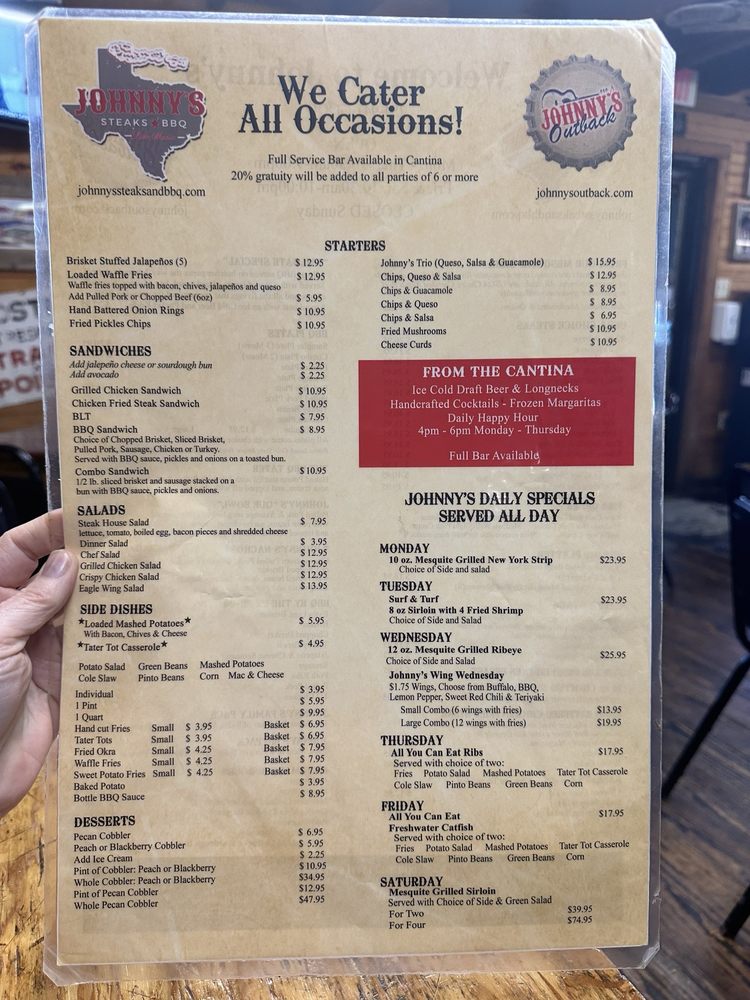 JOHNNY'S
STEAKS & BBQ
johnnyssteaksandbbq.com
We Cater
All Occasions!
Full Service Bar Available in Cantina
20% gratuity will be added to all parties of 6 or more
JOHNNY'S
Outback
johnnysoutback.com
STARTERS
Brisket Stuffed Jalapeños (5) $ 12.95
Loaded Waffle Fries $ 12.95
Waffle fries topped with bacon, chives, jalapeños and queso
Add Pulled Pork or Chopped Beef (6oz) $ 5.95
Hand Battered Onion Rings $ 10.95
Fried Pickles Chips $ 10.95
Johnny's Trio (Queso, Salsa & Guacamole) $ 15.95
Chips, Queso & Salsa $ 12.95
Chips & Guacamole $ 8.95
Chips & Queso $ 8.95
Chips & Salsa $ 6.95
Fried Mushrooms $ 10.95
Cheese Curds $ 10.95
SANDWICHES
Add jalepeño cheese or sourdough bun $ 2.25
Add avocado $ 2.25
Grilled Chicken Sandwich $ 10.95
Chicken Fried Steak Sandwich $ 10.95
BLT $ 7.95
BBQ Sandwich $ 8.95
Choice of Chopped Brisket, Sliced Brisket,
Pulled Pork, Sausage, Chicken or Turkey.
Served with BBQ sauce, pickles and onions on a toasted bun.
Combo Sandwich $ 10.95
1/2 lb. sliced brisket and sausage stacked on a
bun with BBQ sauce, pickles and onions.
SALADS
Steak House Salad $ 7.95
lettuce, tomato, boiled egg, bacon pieces and shredded cheese
Dinner Salad $ 3.95
Chef Salad $ 12.95
Grilled Chicken Salad $ 12.95
Crispy Chicken Salad $ 12.95
Eagle Wing Salad $ 13.95
SIDE DISHES
*Loaded Mashed Potatoes* $ 5.95
With Bacon, Chives & Cheese
*Tater Tot Casserole* $ 4.95
Potato Salad Green Beans Mashed Potatoes
Cole Slaw Pinto Beans Corn Mac & Cheese
Individual $ 3.95
1 Pint $ 5.95
1 Quart $ 9.95
Hand cut Fries Small $ 3.95 Basket $ 6.95
Tater Tots Small $ 3.95 Basket $ 6.95
Fried Okra Small $ 4.25 Basket $ 7.95
Waffle Fries Small $ 4.25 Basket $ 7.95
Sweet Potato Fries Small $ 4.25 Basket $ 7.95
Baked Potato $ 3.95
Bottle BBQ Sauce $ 8.95
DESSERTS
Pecan Cobbler $ 6.95
Peach or Blackberry Cobbler $ 5.95
Add Ice Cream $ 2.25
Pint of Cobbler: Peach or Blackberry $10.95
Whole Cobbler: Peach or Blackberry $34.95
Pint of Pecan Cobbler $12.95
Whole Pecan Cobbler $47.95
FROM THE CANTINA
Ice Cold Draft Beer & Longnecks
Handcrafted Cocktails - Frozen Margaritas
Daily Happy Hour
4pm - 6pm Monday - Thursday
Full Bar Available
JOHNNY'S DAILY SPECIALS
SERVED ALL DAY
MONDAY
10 oz. Mesquite Grilled New York Strip $23.95
Choice of Side and salad
TUESDAY
Surf & Turf $23.95
8 oz Sirloin with 4 Fried Shrimp
Choice of Side and Salad
WEDNESDAY
12 oz. Mesquite Grilled Ribeye $25.95
Choice of Side and Salad
Johnny's Wing Wednesday
$1.75 Wings, Choose from Buffalo, BBQ,
Lemon Pepper, Sweet Red Chili & Teriyaki
Small Combo (6 wings with fries) $13.95
Large Combo (12 wings with fries) $19.95
THURSDAY
All You Can Eat Ribs $17.95
Served with choice of two:
Fries Potato Salad Mashed Potatoes Tater Tot Casserole
Cole Slaw Pinto Beans Green Beans Corn
FRIDAY
All You Can Eat $17.95
Freshwater Catfish
Served with choice of two:
Fries Potato Salad Mashed Potatoes Tater Tot Casserole
Cole Slaw Pinto Beans Green Beans Corn
SATURDAY
Mesquite Grilled Sirloin
Served with Choice of Side & Green Salad
For Two $39.95
For Four $74.95